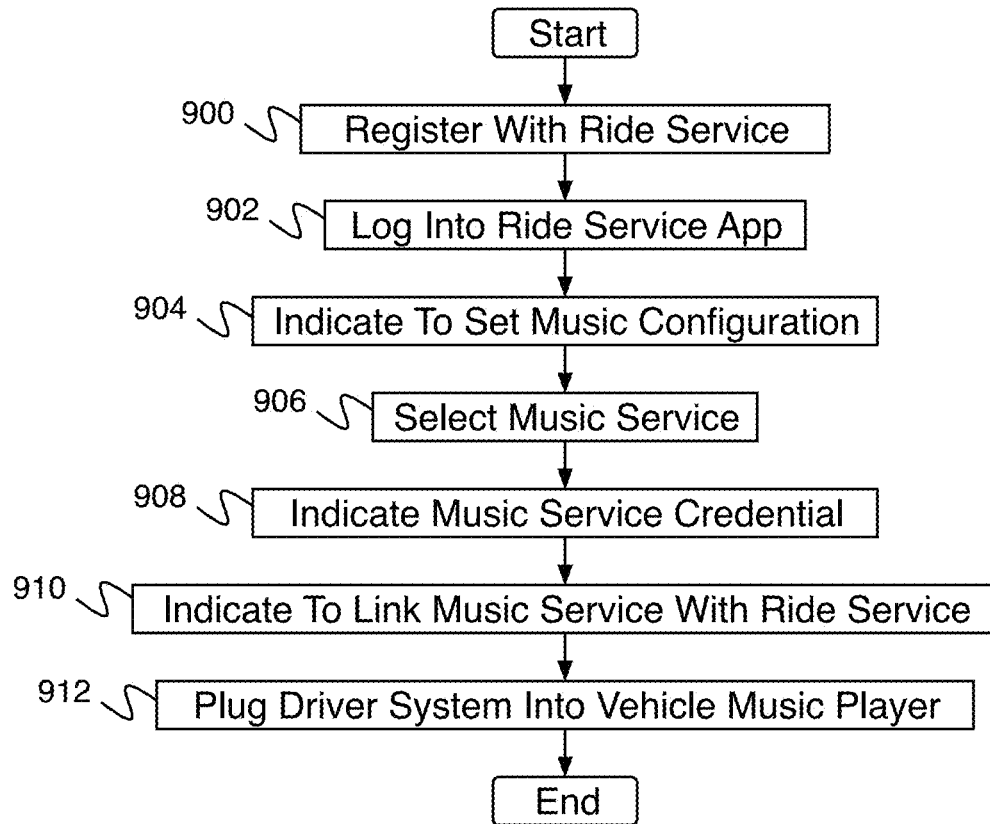 Start
900
Register With Ride Service
902
Log Into Ride Service App
904
Indicate To Set Music Configuration
906
Select Music Service
908
Indicate Music Service Credential
910
Indicate To Link Music Service With Ride Service
912
Plug Driver System Into Vehicle Music Player
End